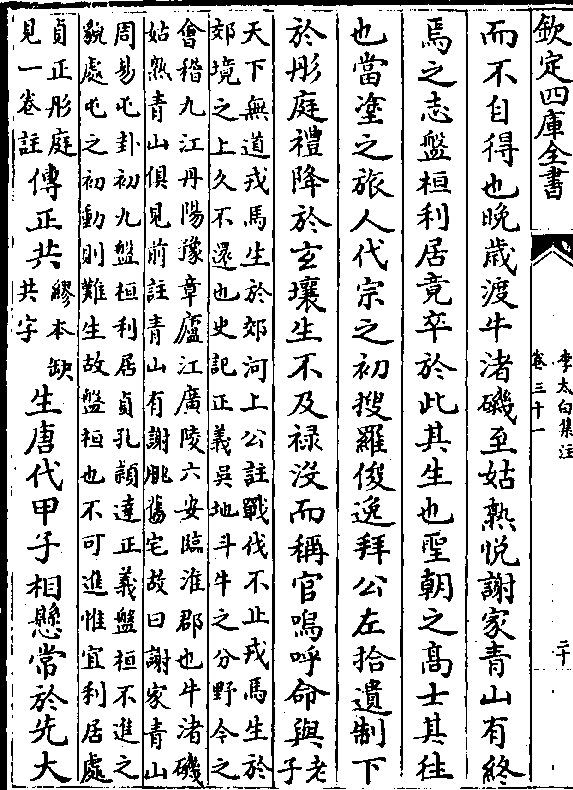 欽定四庫全書
李太白集注
卷三十一
二十
而不自得也晚歳渡牛渚磯至姑熟悦謝家青山有終
焉之志盤桓利居竟卒於此其生也聖朝之髙士其往
也當塗之旅人代宗之初搜羅俊逸拜公左拾遺制下
於彤庭禮降於玄壤生不及禄沒而稱官嗚呼命與老子
天下無道戎馬生於郊河上公註戰伐不止戎馬生於
郊境之上久不還也史記正義吳地斗牛之分野今之
會稽九江丹陽豫章廬江廣陵六安臨淮郡也牛渚磯
姑熟青山俱見前註青山有謝朓舊宅故曰謝家青山
周易屯卦初九盤桓利居貞孔頴達正義盤桓不進之
貌處屯之初動則難生故盤桓也不可進惟宜利居處
貞正彤庭
見一卷註
傳正共繆本缺
共字
生唐代甲子相懸常於先大